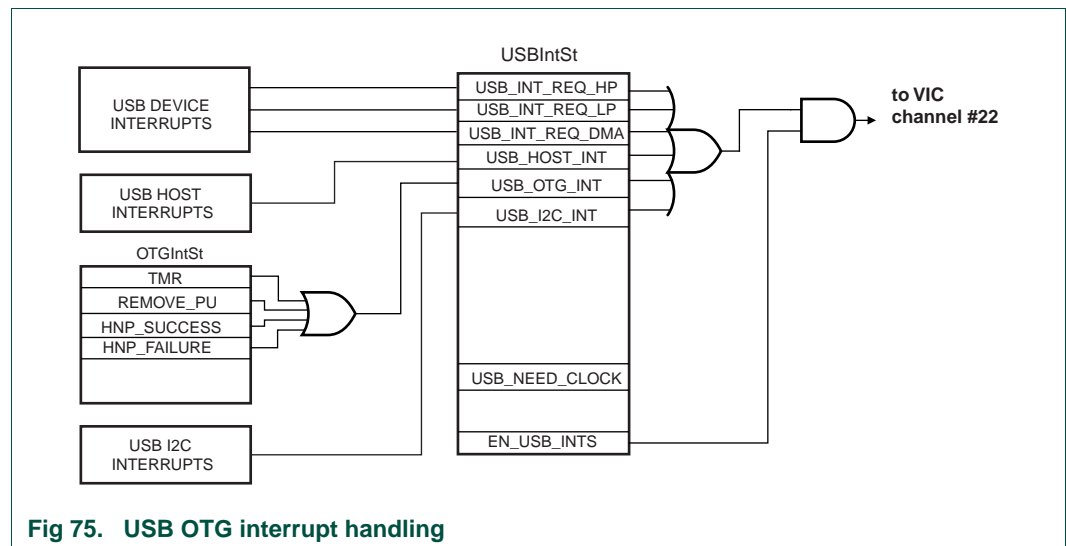 USBIntSt
USB DEVICE
INTERRUPTS
USB_INT_REQ_HP
USB_INT_REQ_LP
USB_INT_REQ_DMA
USB_HOST_INT
USB_OTG_INT
USB_I2C_INT
USB_NEED_CLOCK
EN_USB_INTS
to VIC
channel #22
USB HOST
INTERRUPTS
OTGIntSt
TMR
REMOVE_PU
HNP_SUCCESS
HNP_FAILURE
USB I2C
INTERRUPTS
Fig 75. USB OTG interrupt handling